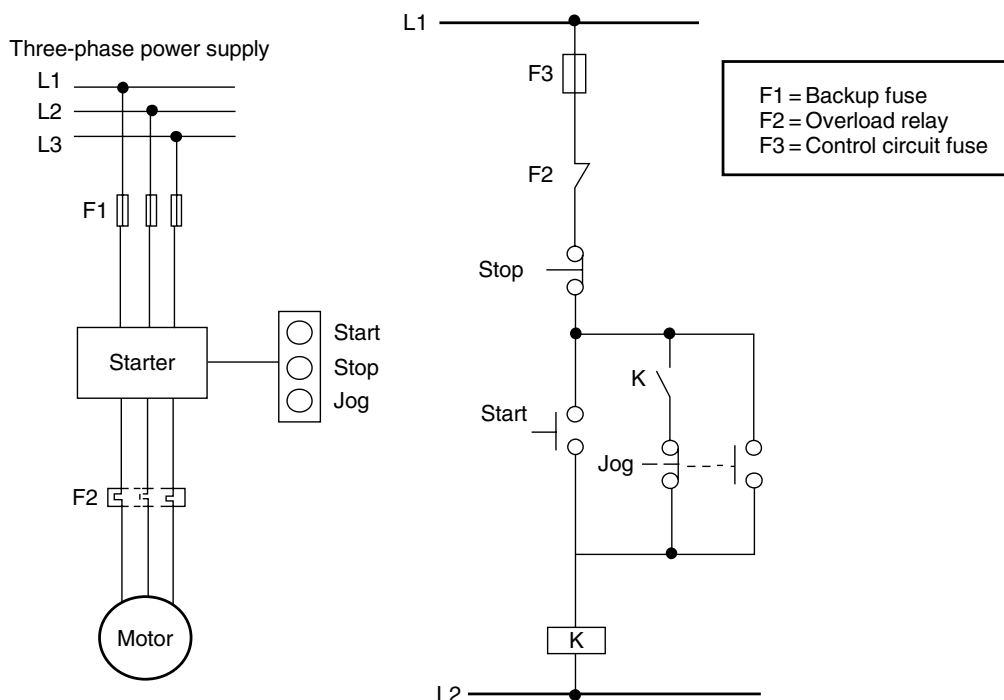 Three-phase power supply
L1
L2
L3
F1
Starter
Start
Stop
Jog
F2
Motor
L1
F3
F2
Stop
Start
K
Jog
K
L2
F1 = Backup fuse
F2 = Overload relay
F3 = Control circuit fuse